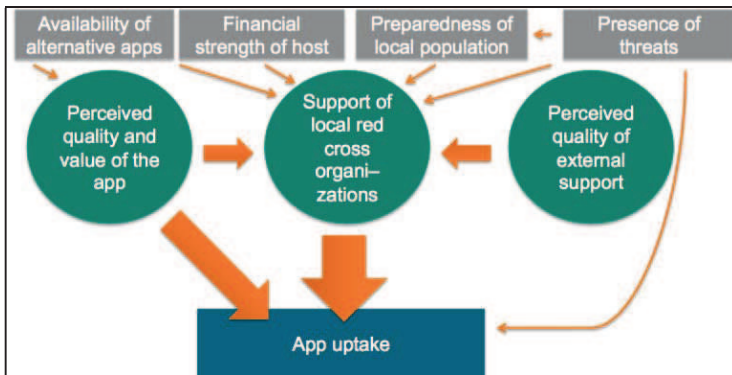 Availability of
alternative apps
Financial
strength of host
Preparedness of
local population
Presence of
threats
Perceived
quality and
value of the
app
Support of
local red
cross
organi–
zations
Perceived
quality of
external
support
App uptake